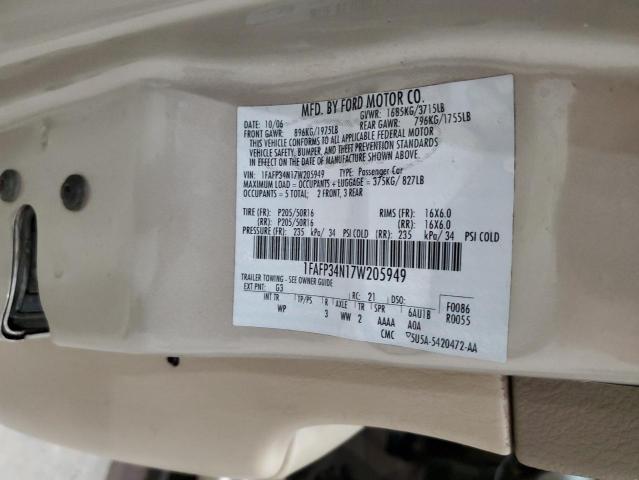 MFD. BY FORD MOTOR CO.
DATE: 10/06 GVWR: 1685KG/3715LB
FRONT GAWR: 896KG/1975LB REAR GAWR: 796KG/1755LB
THIS VEHICLE CONFORMS TO ALL APPLICABLE FEDERAL MOTOR
VEHICLE SAFETY, BUMPER, AND THEFT PREVENTION STANDARDS
IN EFFECT ON THE DATE OF MANUFACTURE SHOWN ABOVE.
VIN: 1FAFP34N17W205949 TYPE: Passenger Car
MAXIMUM LOAD = OCCUPANTS + LUGGAGE = 375KG/ 827LB
OCCUPANTS = 5 TOTAL; 2 FRONT, 3 REAR
TIRE (FR): P205/50R16 RIMS (FR): 16X6.0
(RR): P205/50R16 (RR): 16X6.0
PRESSURE (FR): 235 kPa/ 34 PSI COLD (RR): 235 kPa/ 34 PSI COLD
1FAFP34N17W205949
TRAILER TOWING - SEE OWNER GUIDE
EXT PNT: G3 RC: 21 DSO: F0086
INT TR TP/PS R AXLE TR SPR 6AU1B R0055
WP 3 WW 2 AAAA A0A
CMC ▽5U5A-5420472-AA